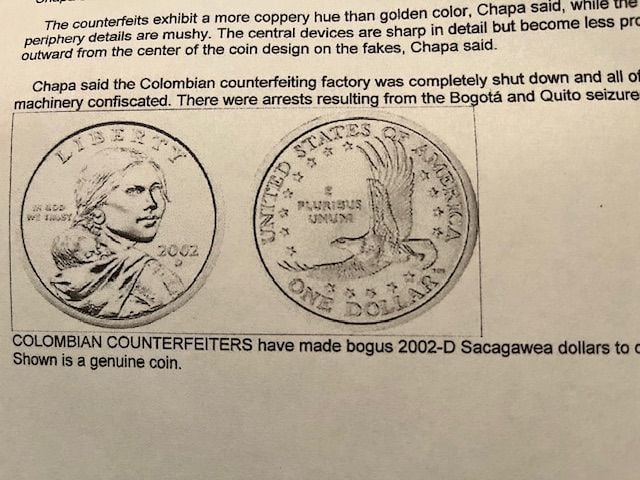 The counterfeits exhibit a more coppery hue than golden color, Chapa said, while the
periphery details are mushy. The central devices are sharp in detail but become less
outward from the center of the coin design on the fakes, Chapa said.
Chapa said the Colombian counterfeiting factory was completely shut down and all of
machinery confiscated. There were arrests resulting from the Bogotá and Quito seizure
LIBERTY
IN GOD
WE TRUST
2002
D
UNITED STATES OF AMERICA
E
PLURIBUS
UNUM
ONE DOLLAR
COLOMBIAN COUNTERFEITERS have made bogus 2002-D Sacagawea dollars to
Shown is a genuine coin.